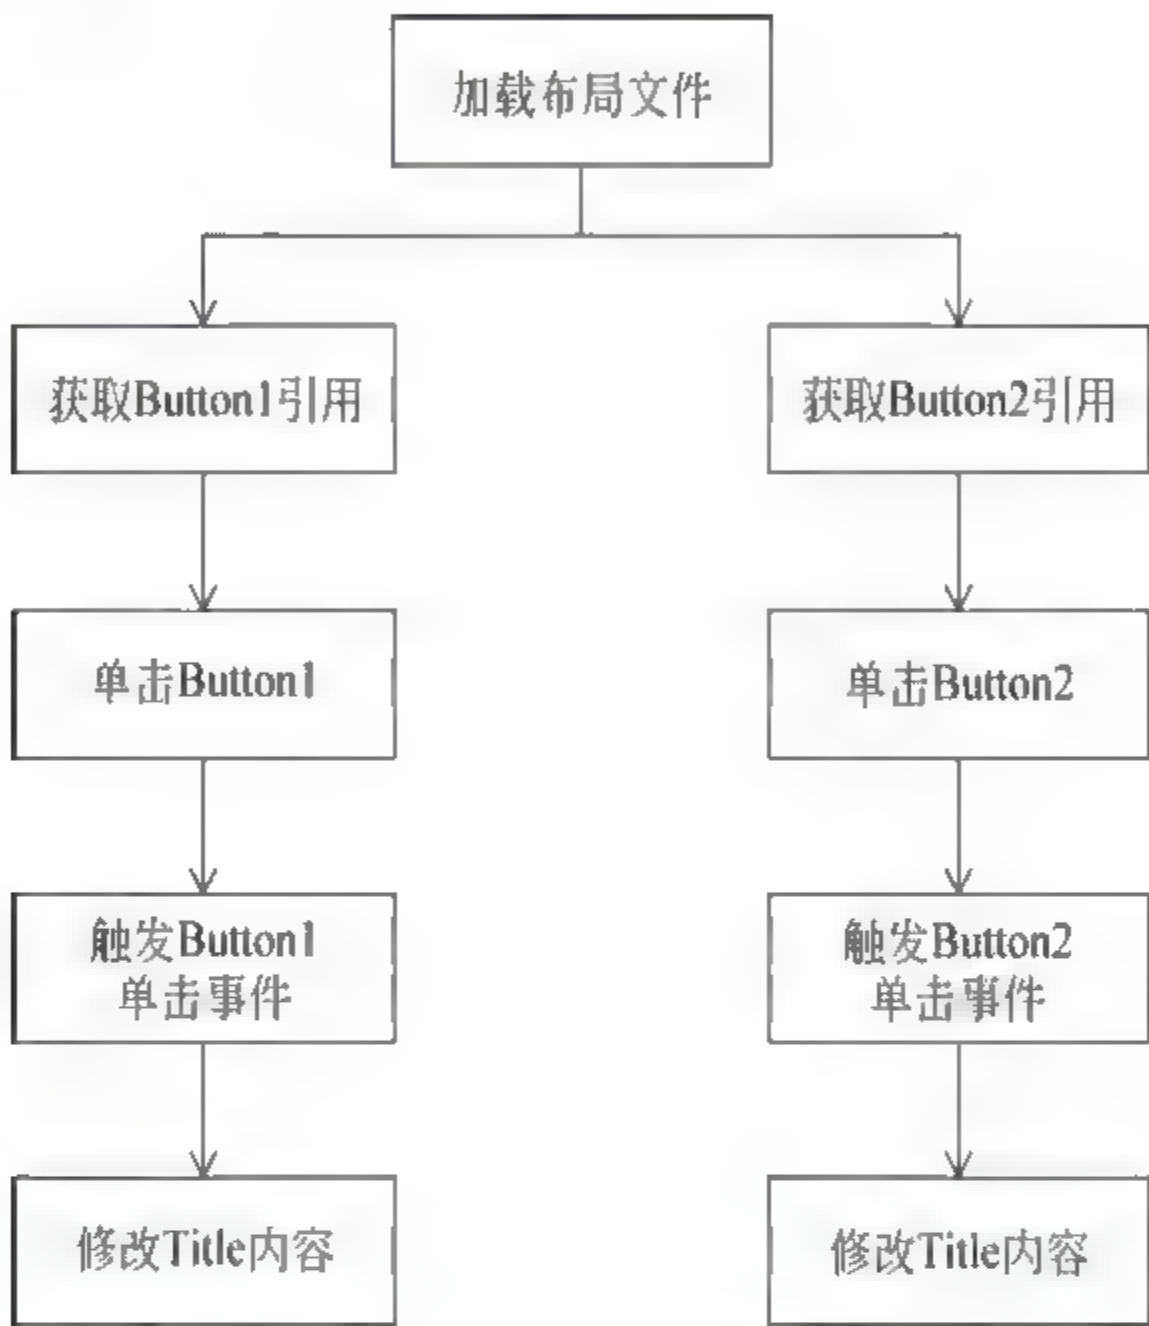 加载布局文件
获取Button1引用
获取Button2引用
单击Button1
单击Button2
触发Button1
单击事件
触发Button2
单击事件
修改Title内容
修改Title内容